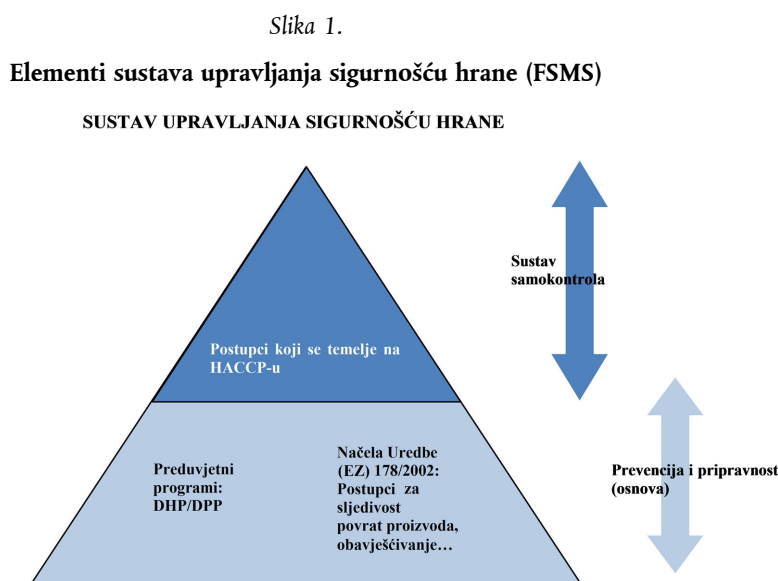 Slika 1.
Elementi sustava upravljanja sigurnošću hrane (FSMS)
SUSTAV UPRAVLJANJA SIGURNOŠĆU HRANE
Sustav
samokontrola
Postupci koji se temelje na
HACCP-u
Preduvjetni
programi:
DHP/DPP
Načela Uredbe
(EZ) 178/2002:
Postupci za
sljedivost
povrat proizvoda,
obavješćivanje…
Prevencija i pripravnost
(osnova)